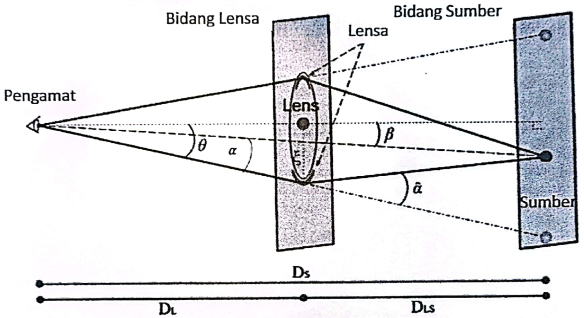 Bidang Lensa
Bidang Sumber
Lensa
Pengamat
Lens
θ
α
β
ξ
α̂
Sumber
Ds
DL
DLS